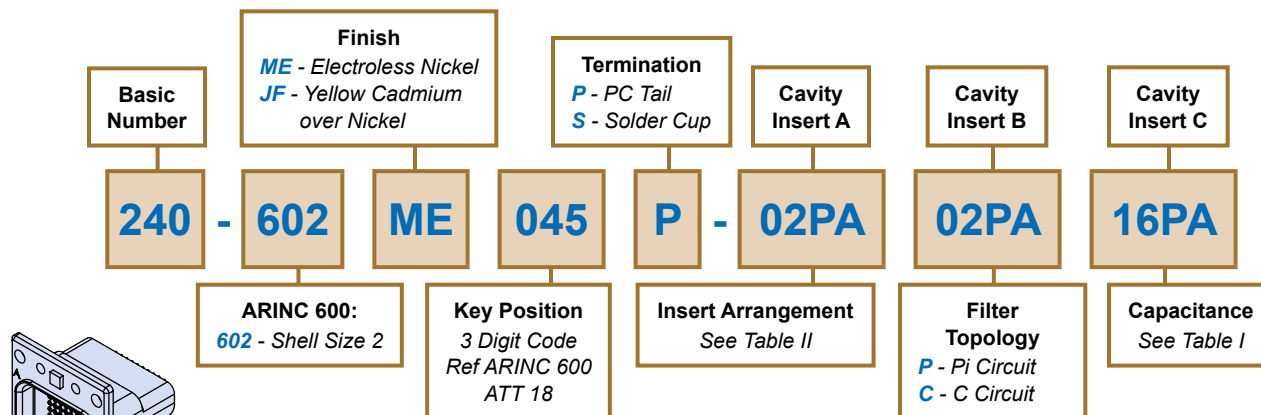 Basic
Number
Finish
ME - Electroless Nickel
JF - Yellow Cadmium
over Nickel
Termination
P - PC Tail
S - Solder Cup
Cavity
Insert A
Cavity
Insert B
Cavity
Insert C
240 - 602 ME 045 P - 02PA 02PA 16PA
ARINC 600:
602 - Shell Size 2
Key Position
3 Digit Code
Ref ARINC 600
ATT 18
Insert Arrangement
See Table II
Filter
Topology
P - Pi Circuit
C - C Circuit
Capacitance
See Table I
A